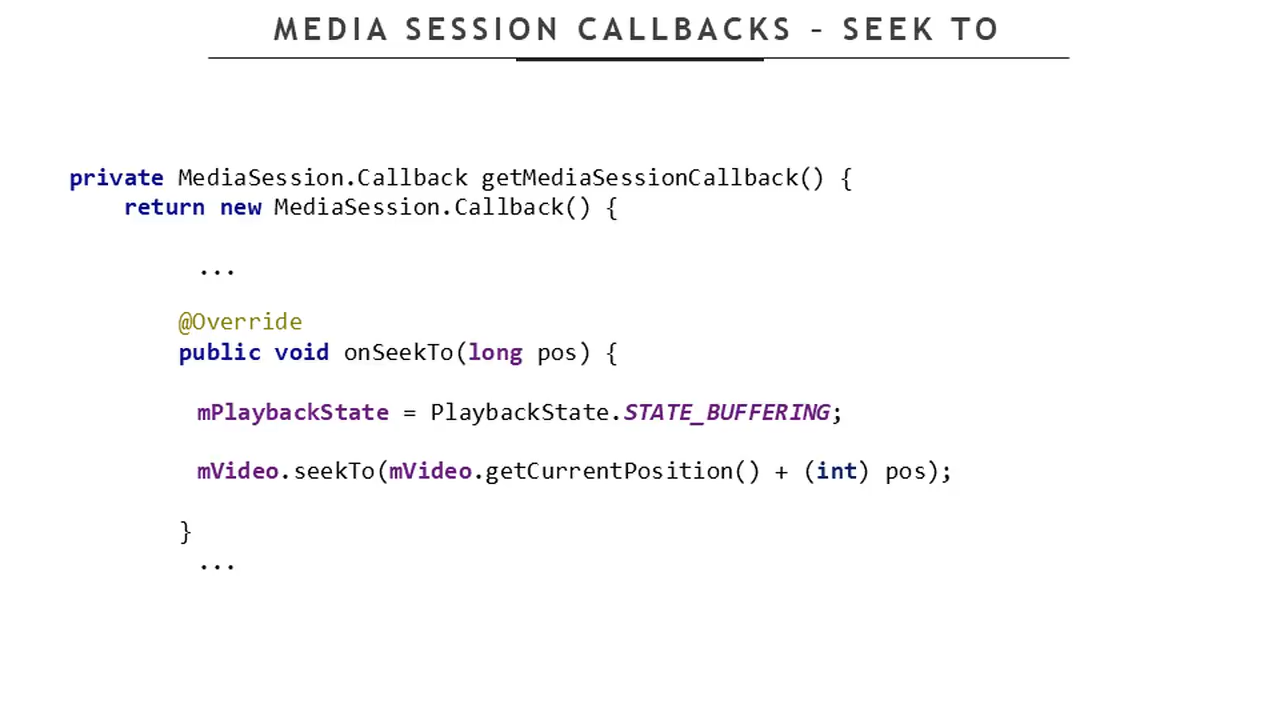 MEDIA SESSION CALLBACKS – SEEK TO
private MediaSession.Callback getMediaSessionCallback() {
return new MediaSession.Callback() {
...
@Override
public void onSeekTo(long pos) {
mPlaybackState = PlaybackState.STATE_BUFFERING;
mVideo.seekTo(mVideo.getCurrentPosition() + (int) pos);
}
...